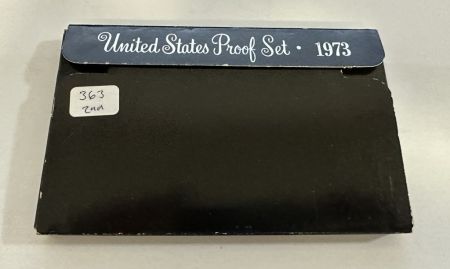 United States Proof Set • 1973
363
2nd